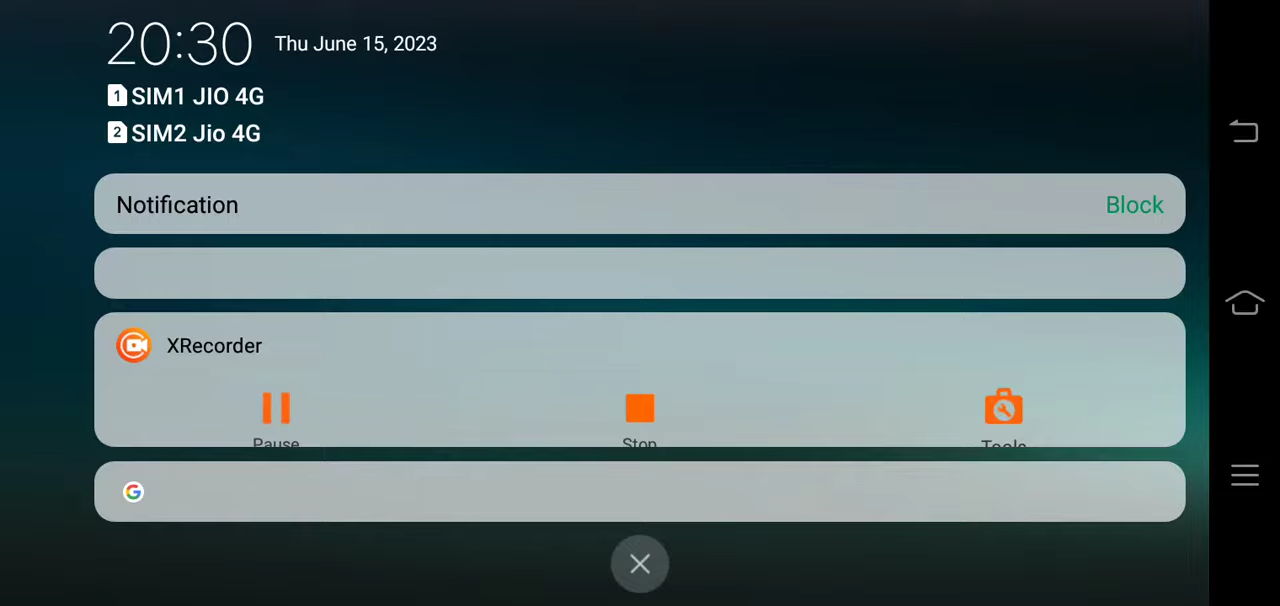 20:30 Thu June 15, 2023
1 SIM1 JIO 4G
2 SIM2 Jio 4G
Notification Block
XRecorder
Pause Stop Tools